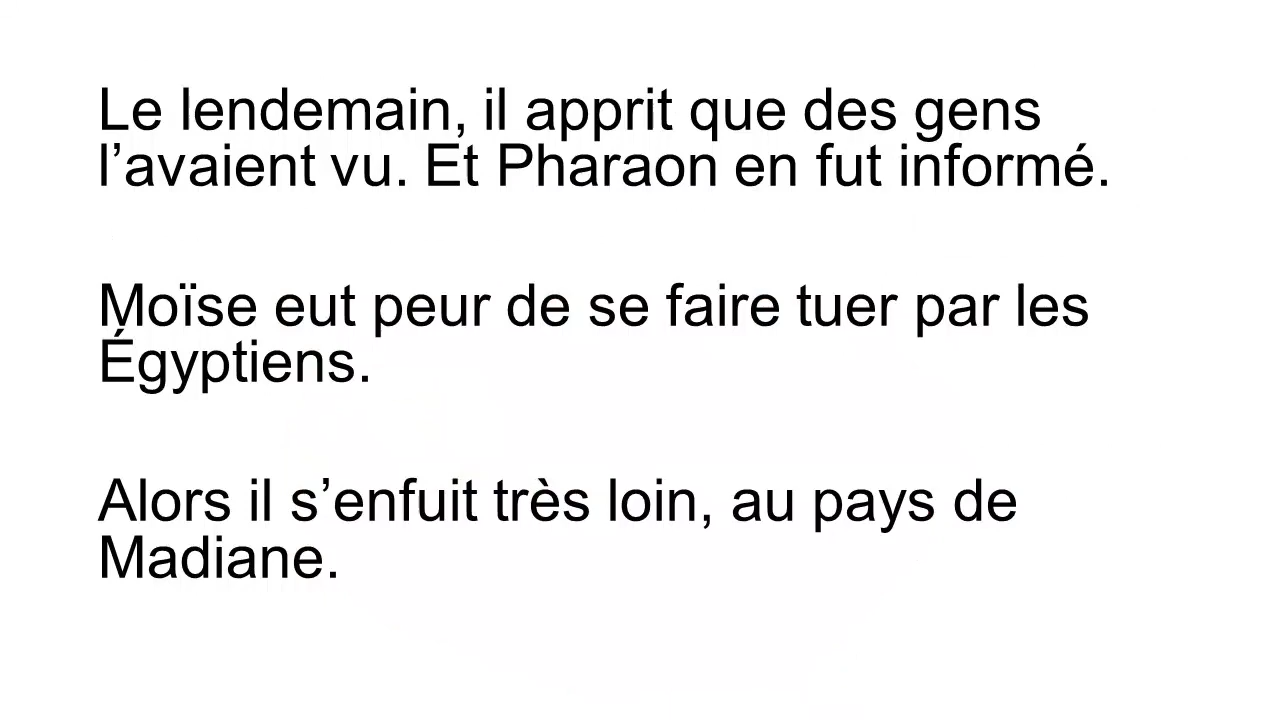 Le lendemain, il apprit que des gens
l’avaient vu. Et Pharaon en fut informé.
Moïse eut peur de se faire tuer par les
Égyptiens.
Alors il s’enfuit très loin, au pays de
Madiane.